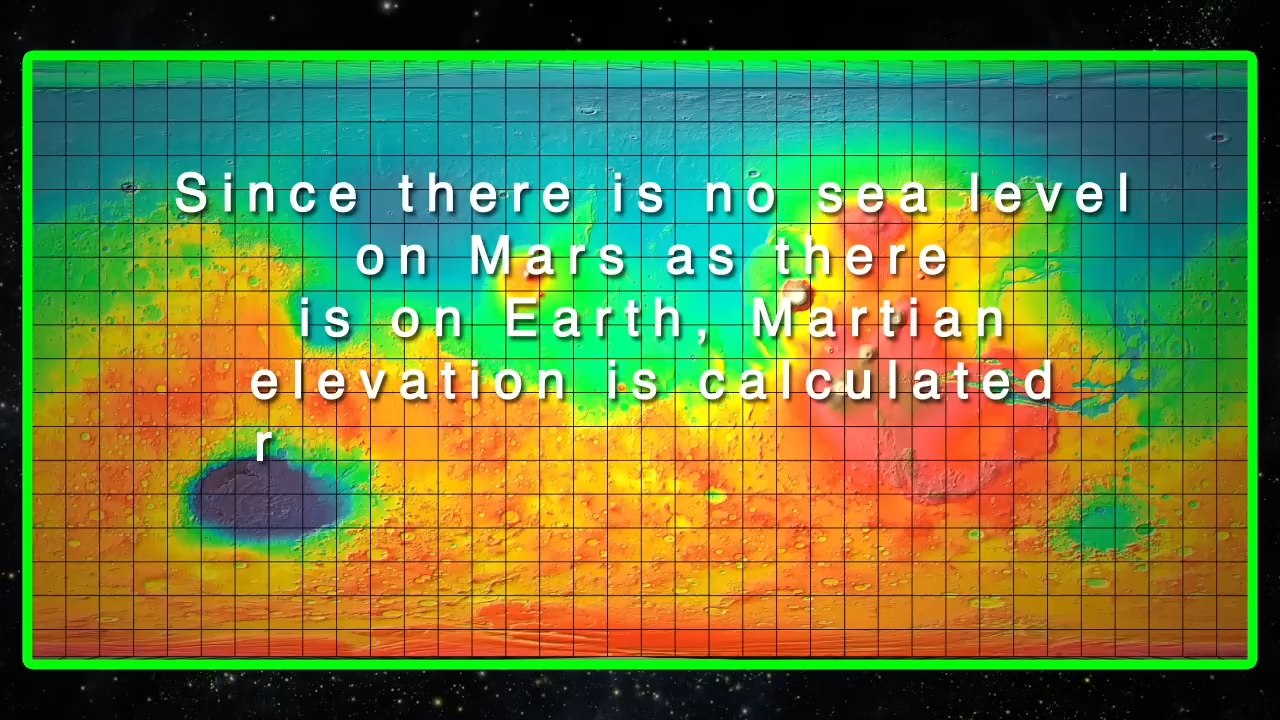 Since there is no sea level
on Mars as there
is on Earth, Martian
elevation is calculated
r